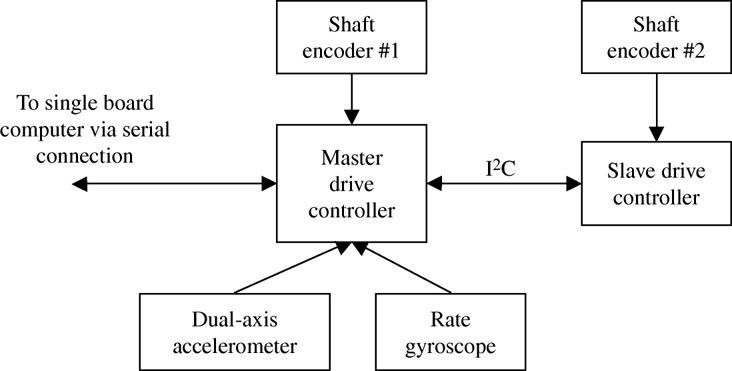 Shaft
encoder #1
Shaft
encoder #2
To single board
computer via serial
connection
Master
drive
controller
I²C
Slave drive
controller
Dual-axis
accelerometer
Rate
gyroscope